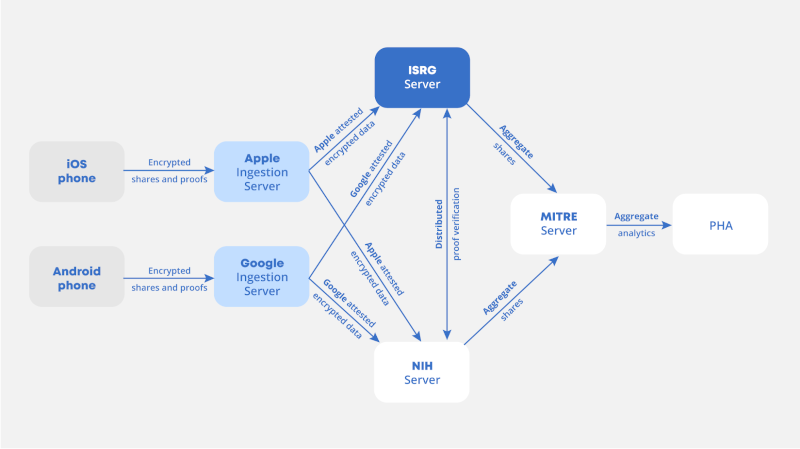 ISRG
Server
Apple attested
encrypted data
Google attested
encrypted data
Aggregate
shares
iOS
phone
Encrypted
shares and proofs
Apple
Ingestion
Server
Distributed
proof verification
MITRE
Server
Aggregate
analytics
PHA
Android
phone
Encrypted
shares and proofs
Google
Ingestion
Server
Apple attested
encrypted data
Google attested
encrypted data
Aggregate
shares
NIH
Server